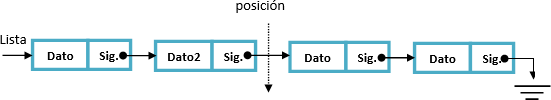 posición
Lista
Dato Sig. Dato2 Sig. Dato Sig. Dato Sig.